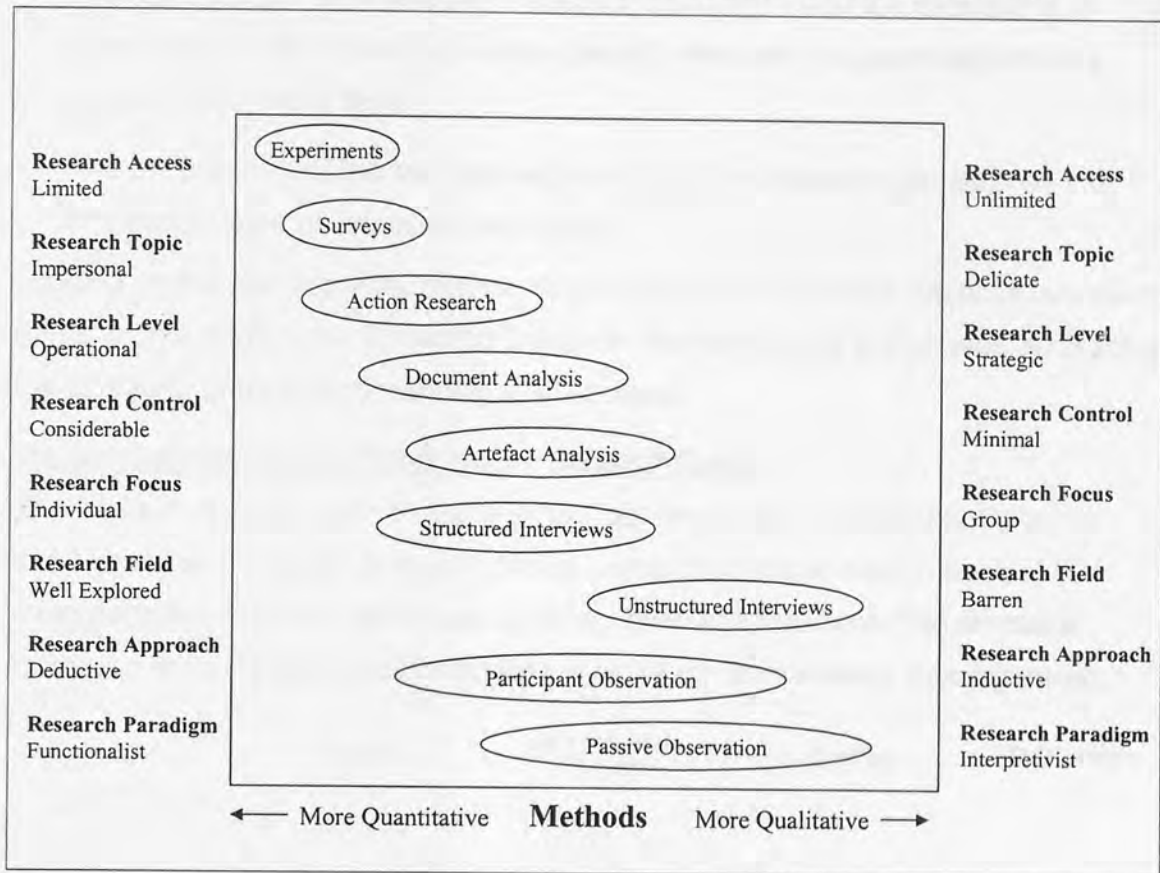 Experiments
Surveys
Action Research
Document Analysis
Artefact Analysis
Structured Interviews
Unstructured Interviews
Participant Observation
Passive Observation
Research Access
Limited
Research Topic
Impersonal
Research Level
Operational
Research Control
Considerable
Research Focus
Individual
Research Field
Well Explored
Research Approach
Deductive
Research Paradigm
Functionalist
Research Access
Unlimited
Research Topic
Delicate
Research Level
Strategic
Research Control
Minimal
Research Focus
Group
Research Field
Barren
Research Approach
Inductive
Research Paradigm
Interpretivist
More Quantitative Methods More Qualitative